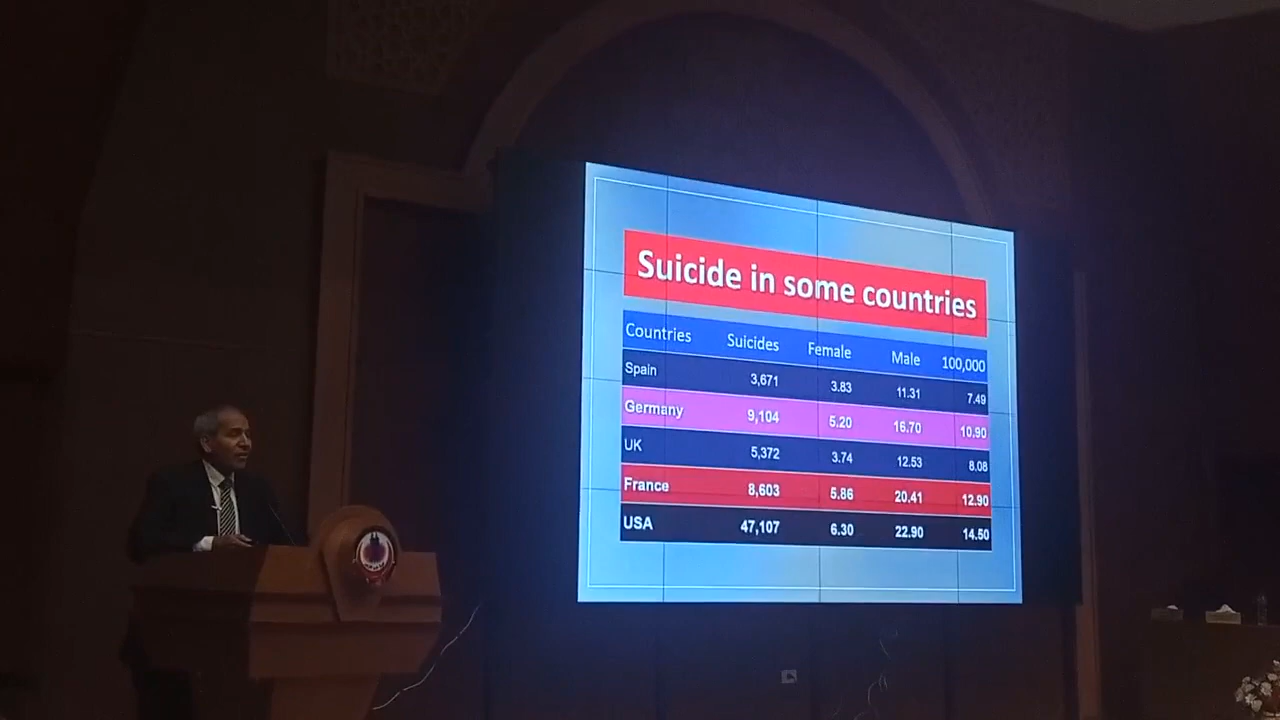 Suicide in some countries
Countries Suicides Female Male 100,000
Spain 3,671 3.83 11.31 7.49
Germany 9,104 5.20 16.70 10.90
UK 5,372 3.74 12.53 8.08
France 8,603 5.86 20.41 12.90
USA 47,107 6.30 22.90 14.50